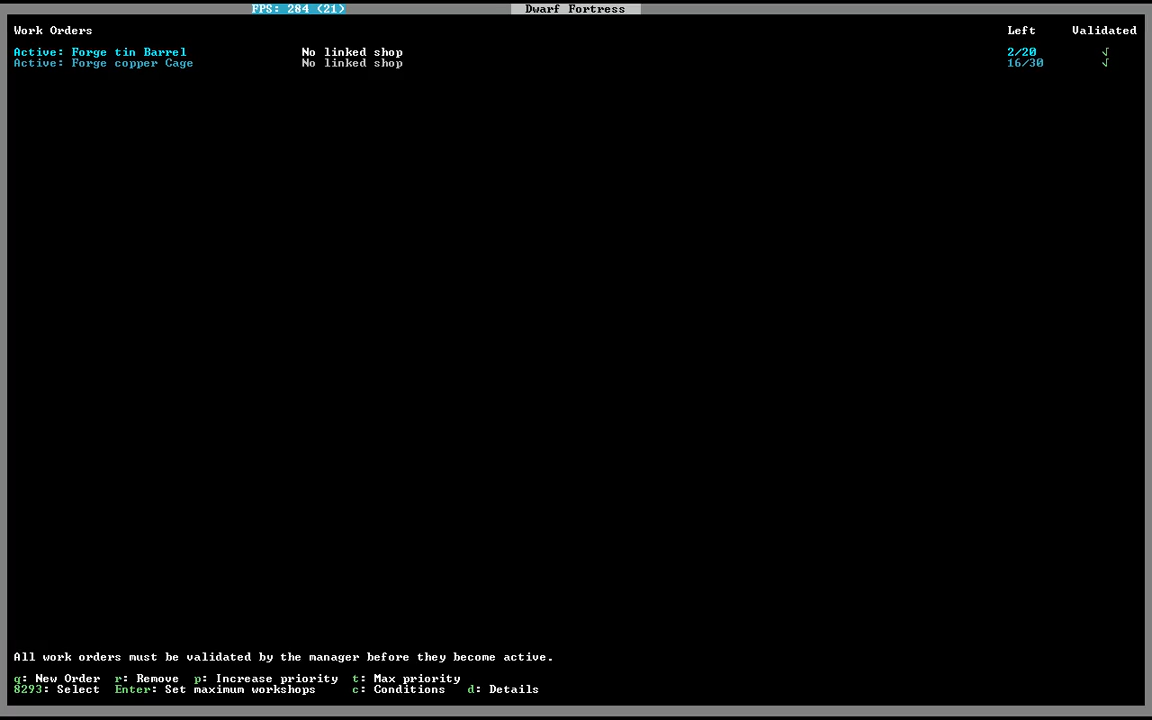 FPS: 284 (21) Dwarf Fortress
Work Orders Left Validated
Active: Forge tin Barrel No linked shop 2/20 √
Active: Forge copper Cage No linked shop 16/30 √
All work orders must be validated by the manager before they become active.
q: New Order r: Remove p: Increase priority t: Max priority
8293: Select Enter: Set maximum workshops c: Conditions d: Details